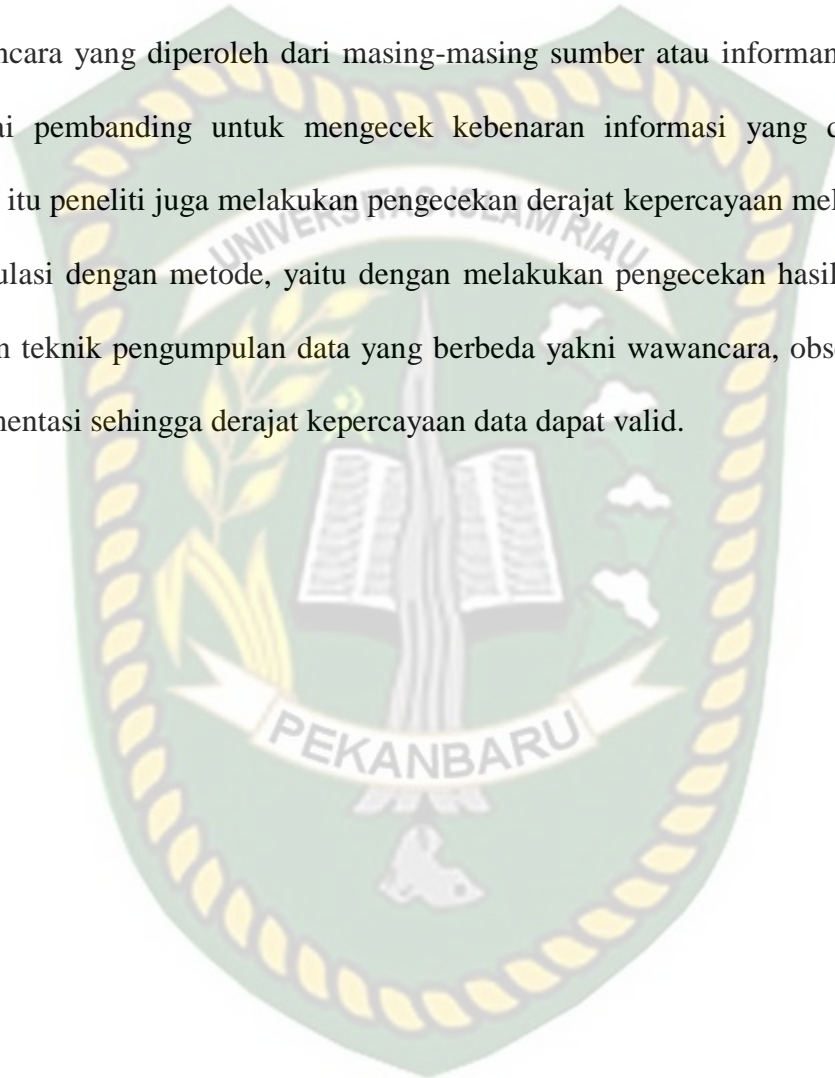 ncara yang diperoleh dari masing-masing sumber atau informan
ai pembanding untuk mengecek kebenaran informasi yang d
itu peneliti juga melakukan pengecekan derajat kepercayaan mel
ulasi dengan metode, yaitu dengan melakukan pengecekan hasil
n teknik pengumpulan data yang berbeda yakni wawancara, obs
nentasi sehingga derajat kepercayaan data dapat valid.
UNIVERSITAS ISLAM RIAU
PEKANBARU